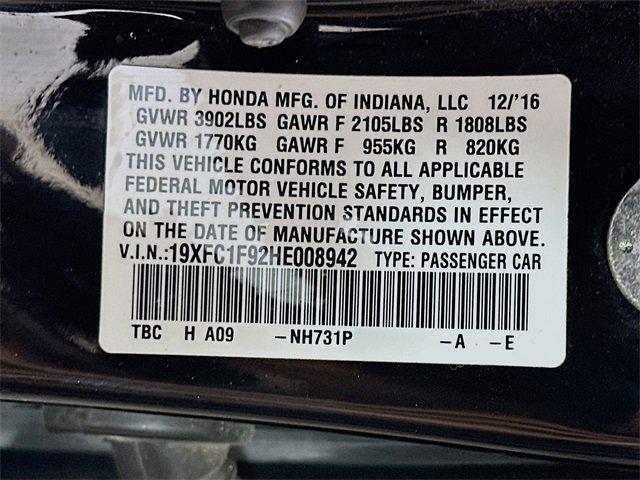 MFD. BY HONDA MFG. OF INDIANA, LLC 12/'16
GVWR 3902LBS GAWR F 2105LBS R 1808LBS
GVWR 1770KG GAWR F 955KG R 820KG
THIS VEHICLE CONFORMS TO ALL APPLICABLE
FEDERAL MOTOR VEHICLE SAFETY, BUMPER,
AND THEFT PREVENTION STANDARDS IN EFFECT
ON THE DATE OF MANUFACTURE SHOWN ABOVE.
V.I.N.:19XFC1F92HE008942 TYPE: PASSENGER CAR
TBC H A09 -NH731P -A -E